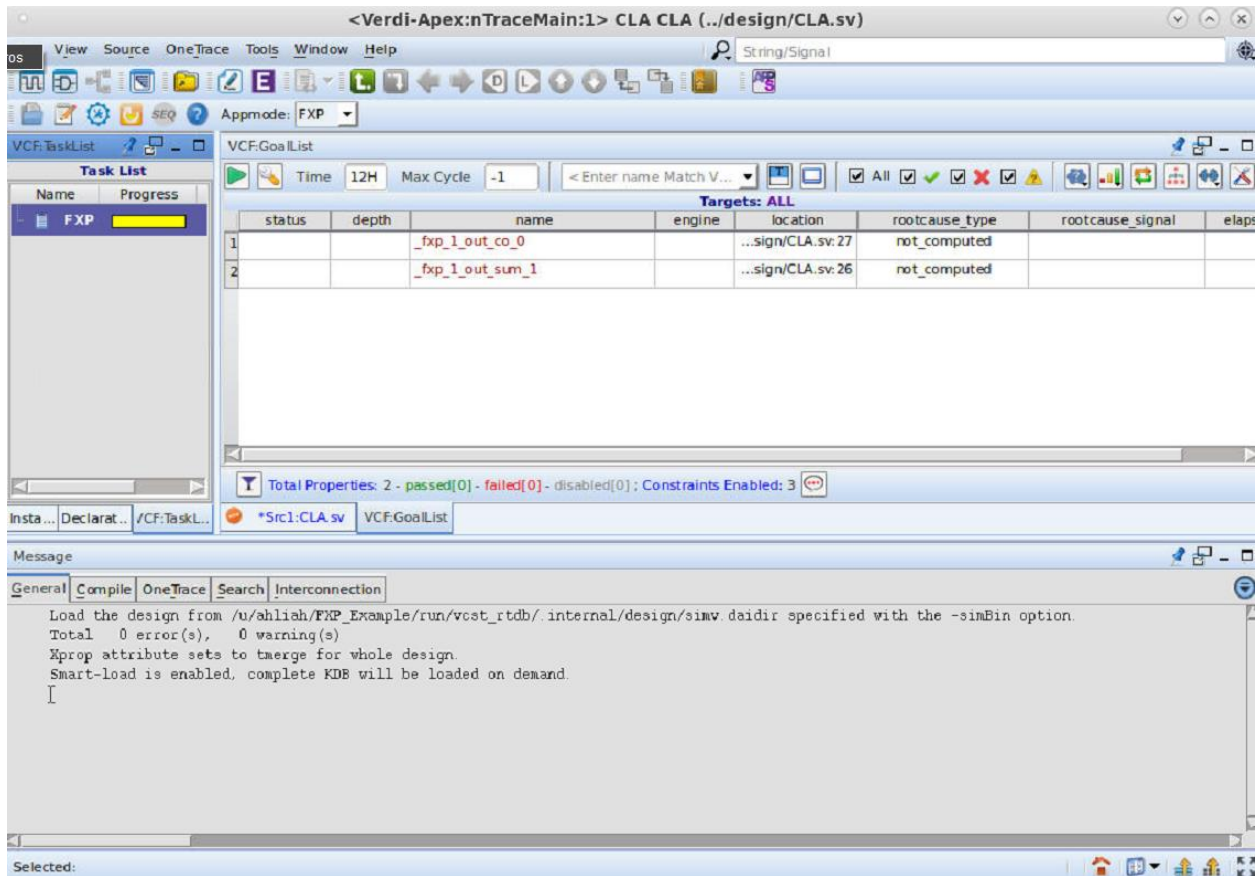 <Verdi-Apex:nTraceMain:1> CLA CLA (../design/CLA.sv)
ros View Source OneTrace Tools Window Help String/Signal
SEQ Appmode: FXP
VCF:TaskList
Task List
Name Progress
FXP
VCF:GoalList
Time 12H Max Cycle -1 < Enter name Match V... All
Targets: ALL
status depth name engine location rootcause_type rootcause_signal elaps
1 _fxp_1_out_co_0 ...sign/CLA.sv:27 not_computed
2 _fxp_1_out_sum_1 ...sign/CLA.sv:26 not_computed
Total Properties: 2 - passed[0] - failed[0] - disabled[0] ; Constraints Enabled: 3
Insta... Declarat.. /CF:TaskL.. *Src1:CLA.sv VCF:GoalList
Message
General Compile OneTrace Search Interconnection
Load the design from /u/ahliah/FXP_Example/run/vcst_rtdb/.internal/design/simv.daidir specified with the -simBin option.
Total 0 error(s), 0 warning(s)
Xprop attribute sets to tmerge for whole design.
Smart-load is enabled, complete KDB will be loaded on demand.
Selected: